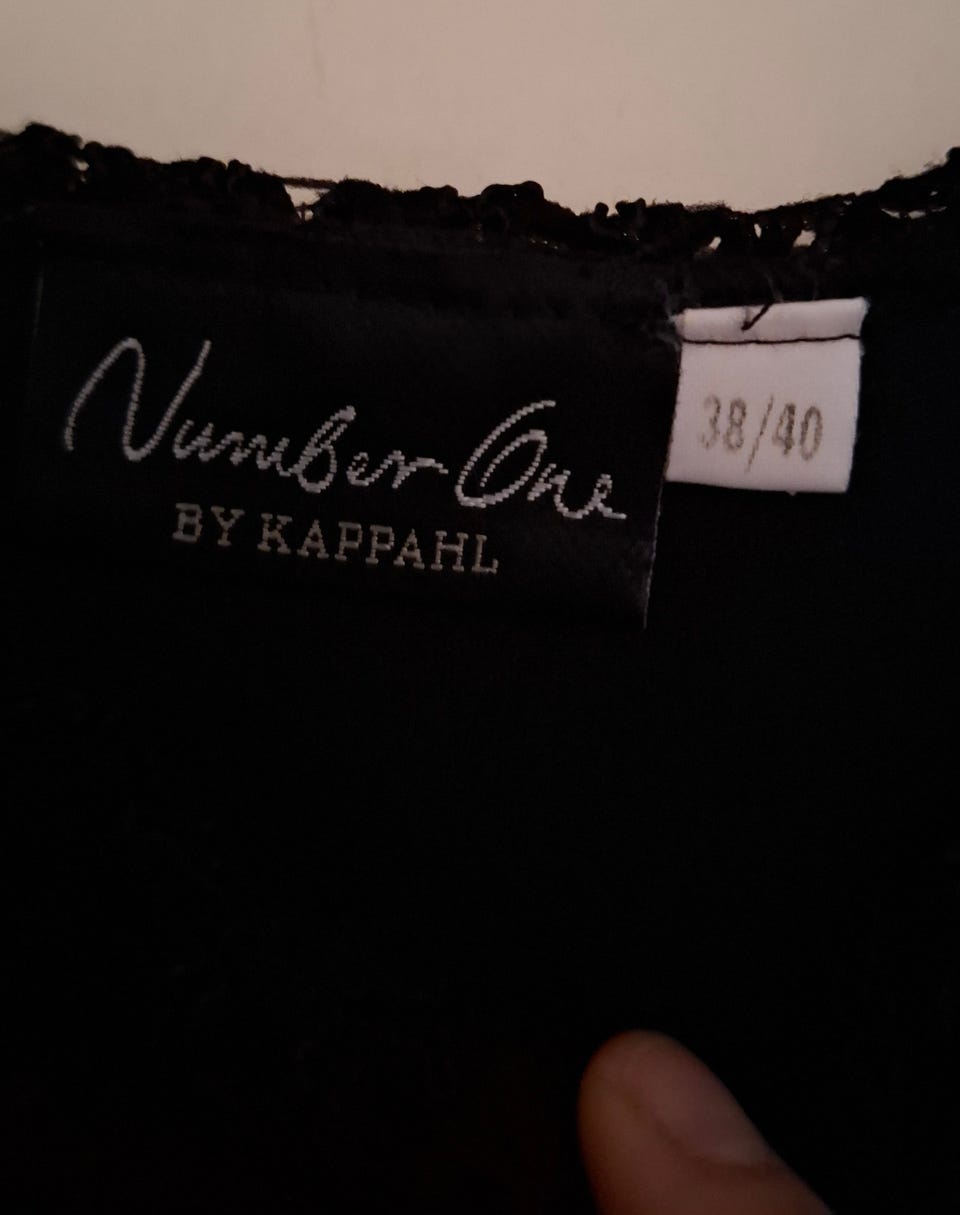 Number One
BY KAPPAHL
38/40